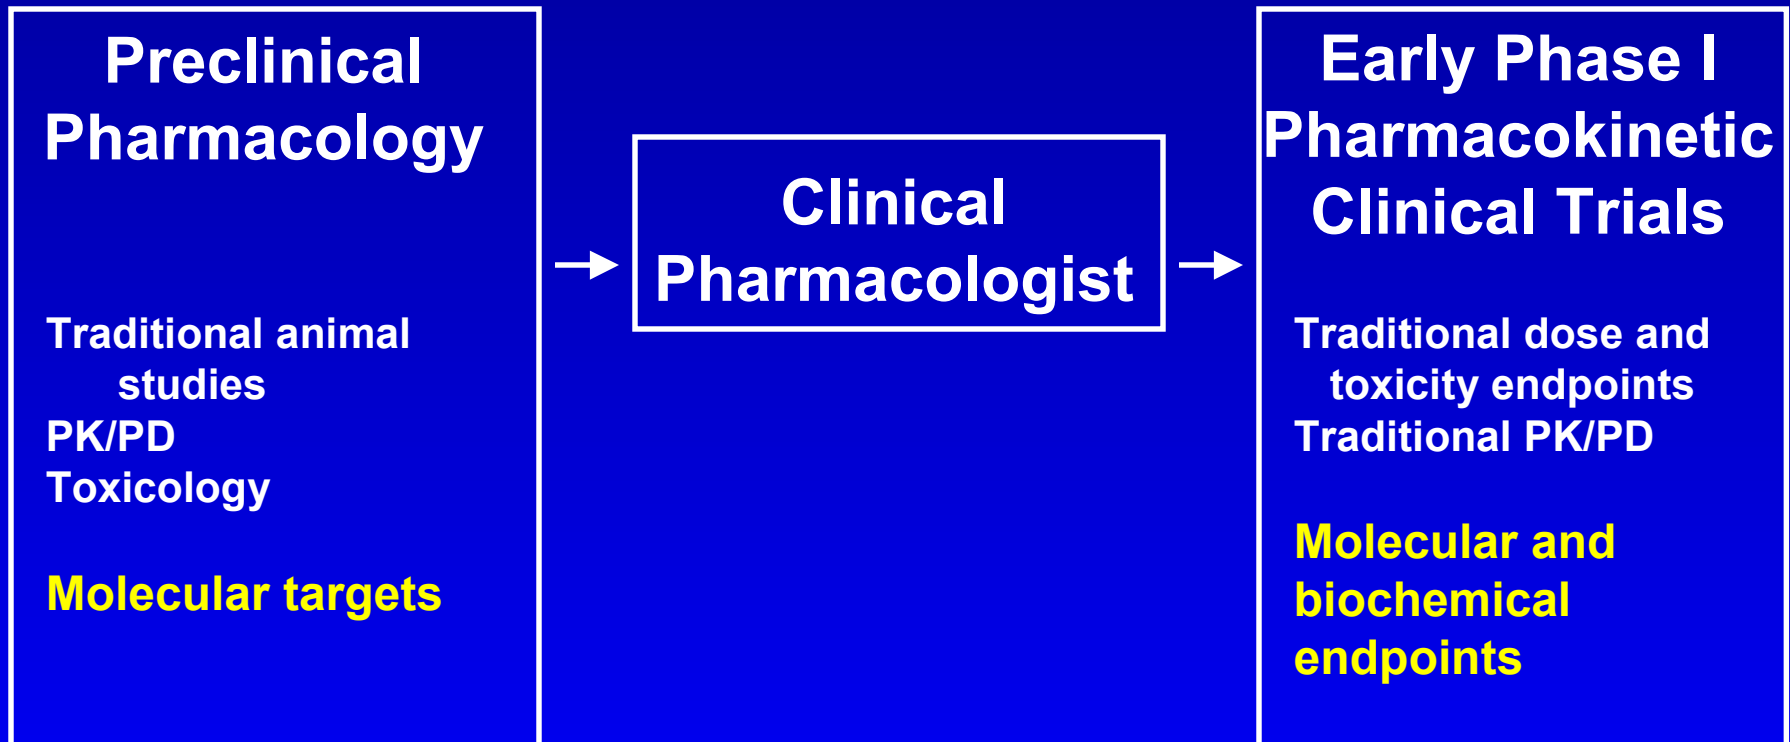 Preclinical
Pharmacology
Traditional animal
studies
PK/PD
Toxicology
Molecular targets
Clinical
Pharmacologist
Early Phase I
Pharmacokinetic
Clinical Trials
Traditional dose and
toxicity endpoints
Traditional PK/PD
Molecular and
biochemical
endpoints